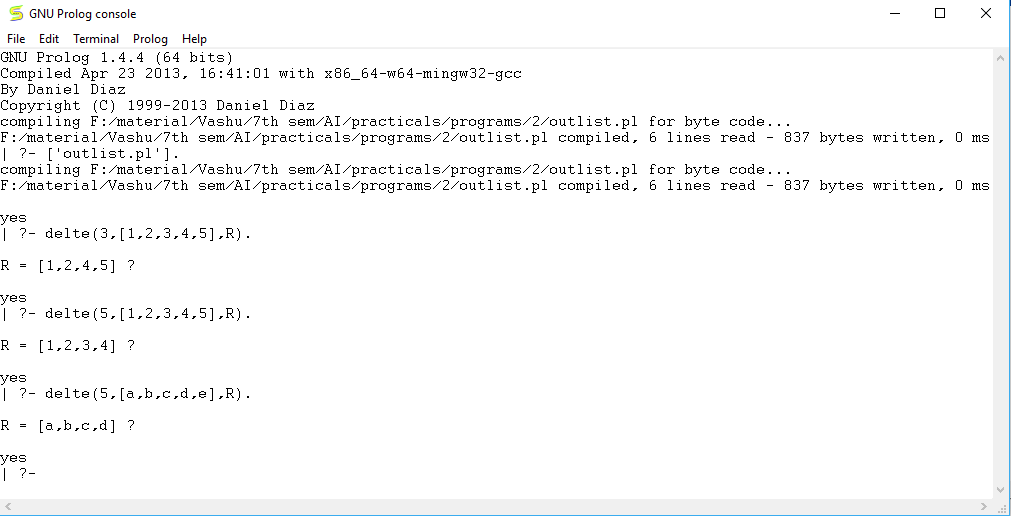 GNU Prolog console
File Edit Terminal Prolog Help
GNU Prolog 1.4.4 (64 bits)
Compiled Apr 23 2013, 16:41:01 with x86_64-w64-mingw32-gcc
By Daniel Diaz
Copyright (C) 1999-2013 Daniel Diaz
compiling F:/material/Vashu/7th sem/AI/practicals/programs/2/outlist.pl for byte code...
F:/material/Vashu/7th sem/AI/practicals/programs/2/outlist.pl compiled, 6 lines read - 837 bytes written, 0 ms
| ?- ['outlist.pl'].
compiling F:/material/Vashu/7th sem/AI/practicals/programs/2/outlist.pl for byte code...
F:/material/Vashu/7th sem/AI/practicals/programs/2/outlist.pl compiled, 6 lines read - 837 bytes written, 0 ms
yes
| ?- delte(3,[1,2,3,4,5],R).
R = [1,2,4,5] ?
yes
| ?- delte(5,[1,2,3,4,5],R).
R = [1,2,3,4] ?
yes
| ?- delte(5,[a,b,c,d,e],R).
R = [a,b,c,d] ?
yes
| ?-